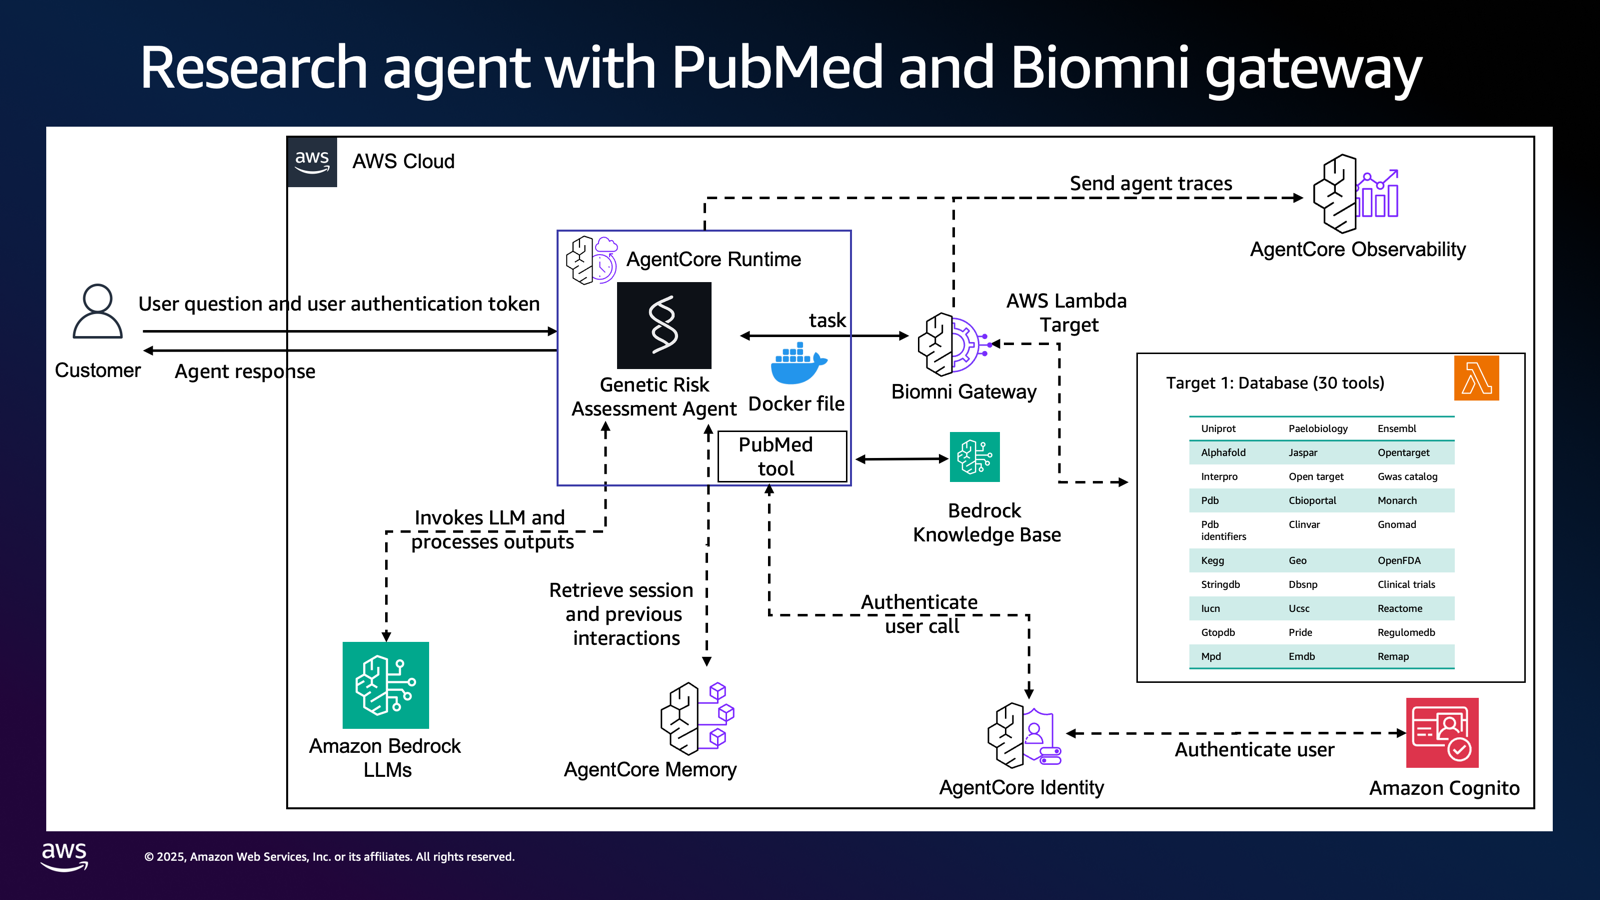 Research agent with PubMed and Biomni gateway
aws
AWS Cloud
Send agent traces
AgentCore Observability
AgentCore Runtime
User question and user authentication token
Customer
Agent response
task
Genetic Risk
Assessment Agent
Docker file
PubMed
tool
Biomni Gateway
AWS Lambda
Target
Bedrock
Knowledge Base
Target 1: Database (30 tools)
Uniprot Paelobiology Ensembl
Alphafold Jaspar Opentarget
Interpro Open target Gwas catalog
Pdb Cbioportal Monarch
Pdb Clinvar Gnomad
identifiers
Kegg Geo OpenFDA
Stringdb Dbsnp Clinical trials
Iucn Ucsc Reactome
Gtopdb Pride Regulomedb
Mpd Emdb Remap
Invokes LLM and
processes outputs
Retrieve session
and previous
interactions
Authenticate
user call
Amazon Bedrock
LLMs
AgentCore Memory
AgentCore Identity
Authenticate user
Amazon Cognito
aws
© 2025, Amazon Web Services, Inc. or its affiliates. All rights reserved.